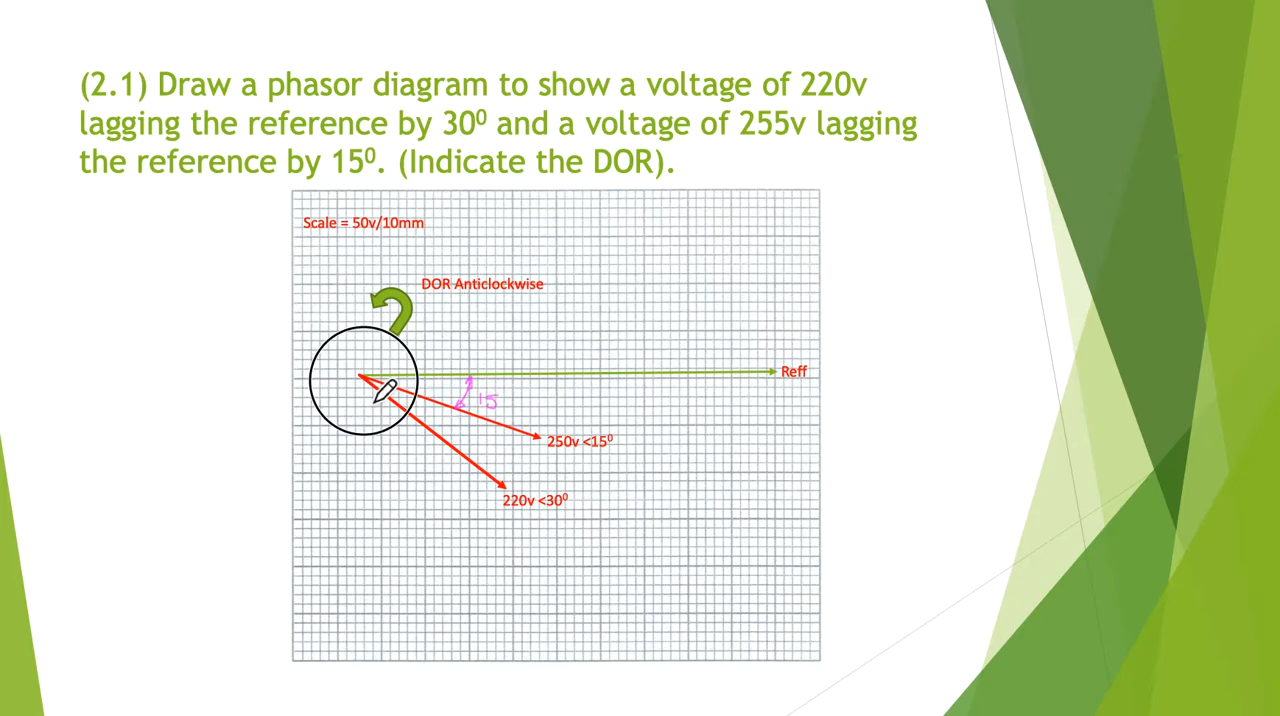 (2.1) Draw a phasor diagram to show a voltage of 220v
lagging the reference by 30⁰ and a voltage of 255v lagging
the reference by 15⁰. (Indicate the DOR).
Scale = 50v/10mm
DOR Anticlockwise
Reff
15
250v <15⁰
220v <30⁰